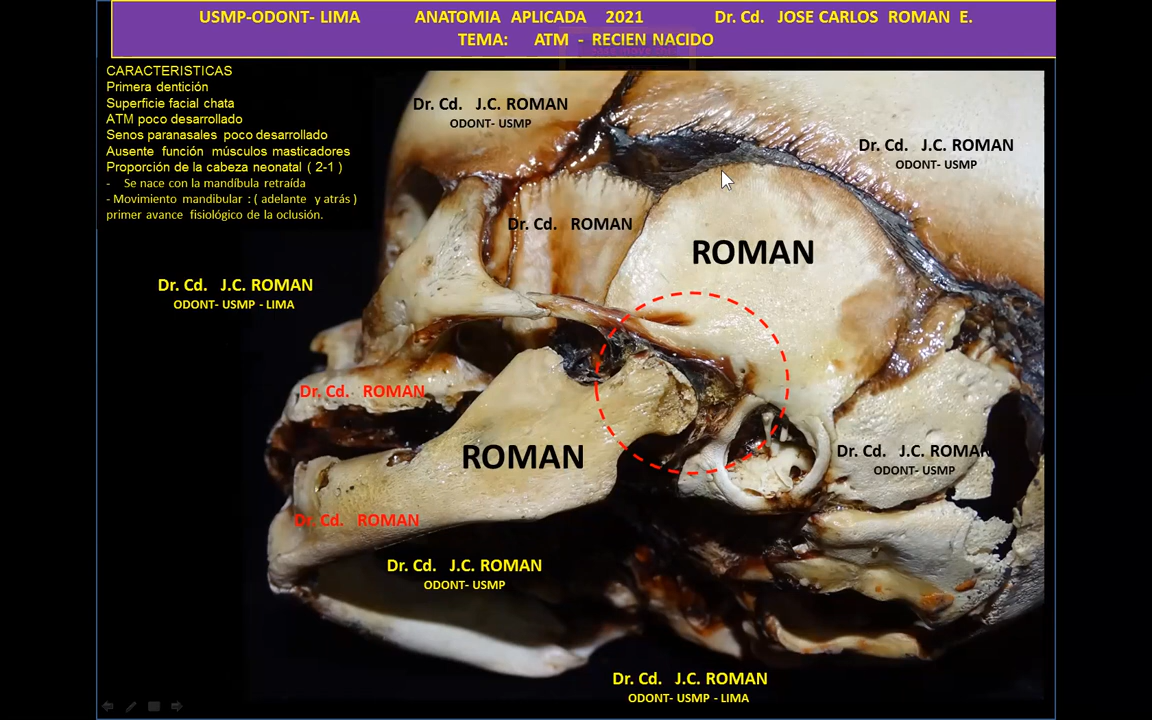 USMP-ODONT- LIMA ANATOMIA APLICADA 2021 Dr. Cd. JOSE CARLOS ROMAN E.
TEMA: ATM - RECIEN NACIDO
CARACTERISTICAS
Primera dentición
Superficie facial chata
ATM poco desarrollado
Senos paranasales poco desarrollado
Ausente función músculos masticadores
Proporción de la cabeza neonatal ( 2-1 )
- Se nace con la mandíbula retraída
- Movimiento mandibular : ( adelante y atrás )
primer avance fisiológico de la oclusión.
Dr. Cd. J.C. ROMAN
ODONT- USMP
Dr. Cd. J.C. ROMAN
ODONT- USMP
Dr. Cd. ROMAN
ROMAN
Dr. Cd. J.C. ROMAN
ODONT- USMP - LIMA
Dr. Cd. ROMAN
ROMAN
Dr. Cd. J.C. ROMAN
ODONT- USMP
Dr. Cd. ROMAN
Dr. Cd. J.C. ROMAN
ODONT- USMP
Dr. Cd. J.C. ROMAN
ODONT- USMP - LIMA